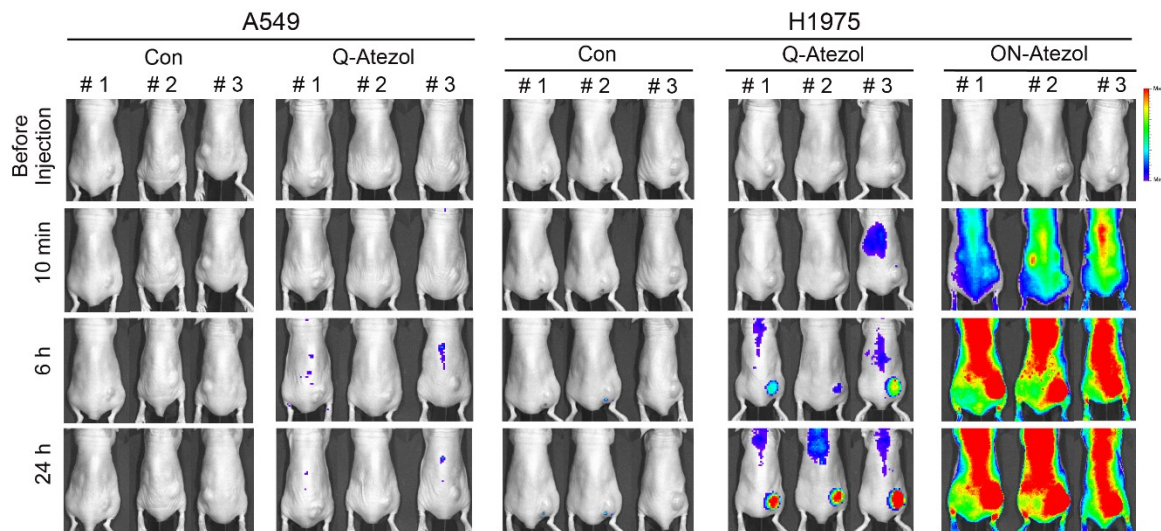 A549 H1975
Con Q-Atezol Con Q-Atezol ON-Atezol
# 1 # 2 # 3 # 1 # 2 # 3 # 1 # 2 # 3 # 1 # 2 # 3 # 1 # 2 # 3
Before
Injection
10 min
6 h
24 h